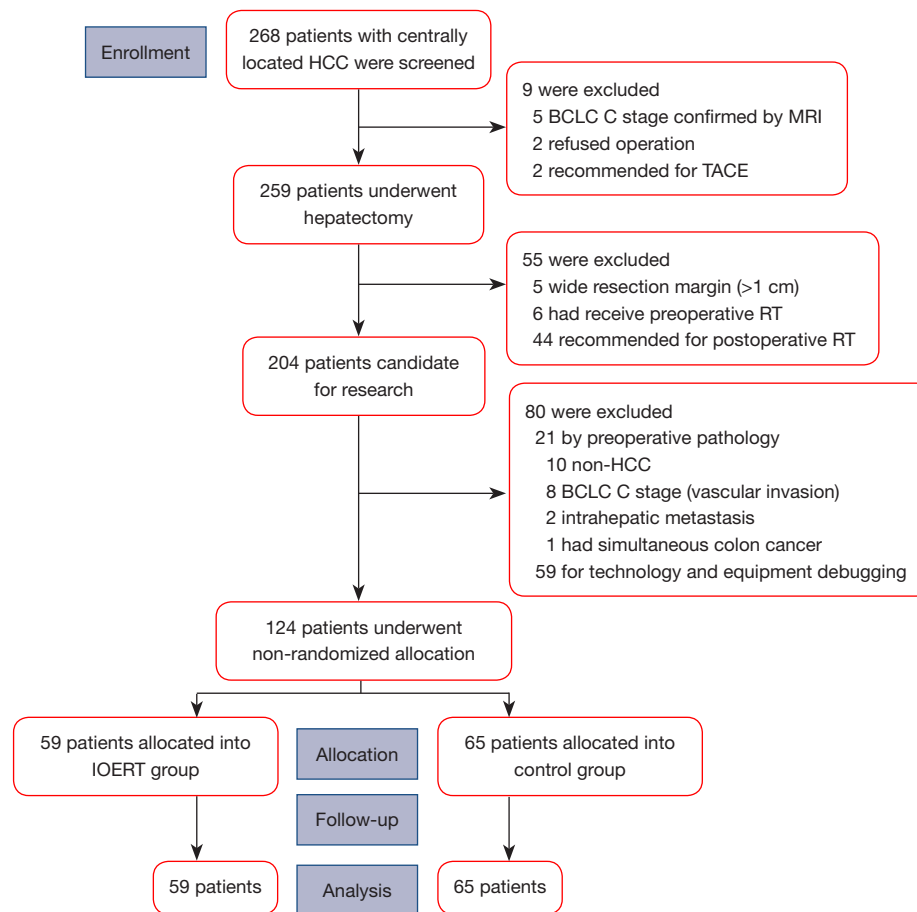 Enrollment
268 patients with centrally
located HCC were screened
9 were excluded
5 BCLC C stage confirmed by MRI
2 refused operation
2 recommended for TACE
259 patients underwent
hepatectomy
55 were excluded
5 wide resection margin (>1 cm)
6 had receive preoperative RT
44 recommended for postoperative RT
204 patients candidate
for research
80 were excluded
21 by preoperative pathology
10 non-HCC
8 BCLC C stage (vascular invasion)
2 intrahepatic metastasis
1 had simultaneous colon cancer
59 for technology and equipment debugging
124 patients underwent
non-randomized allocation
59 patients allocated into
IOERT group
Allocation
65 patients allocated into
control group
Follow-up
59 patients
Analysis
65 patients